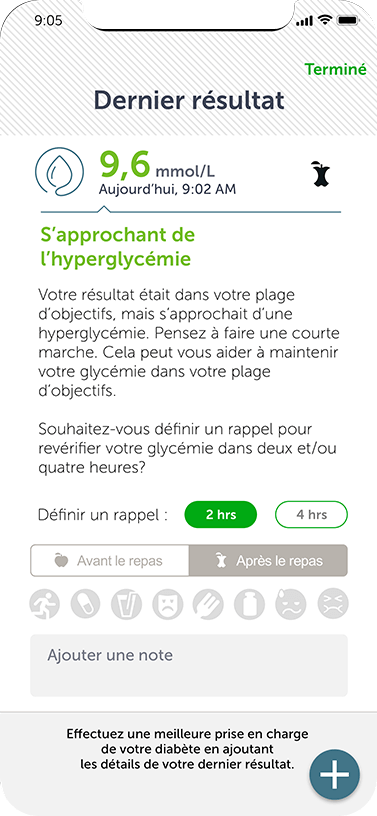 9:05
Terminé
Dernier résultat
9,6 mmol/L
Aujourd’hui, 9:02 AM
S’approchant de
l’hyperglycémie
Votre résultat était dans votre plage
d’objectifs, mais s’approchait d’une
hyperglycémie. Pensez à faire une courte
marche. Cela peut vous aider à maintenir
votre glycémie dans votre plage
d’objectifs.
Souhaitez-vous définir un rappel pour
revérifier votre glycémie dans deux et/ou
quatre heures?
Définir un rappel : 2 hrs 4 hrs
Avant le repas Après le repas
Ajouter une note
Effectuez une meilleure prise en charge
de votre diabète en ajoutant
les détails de votre dernier résultat.